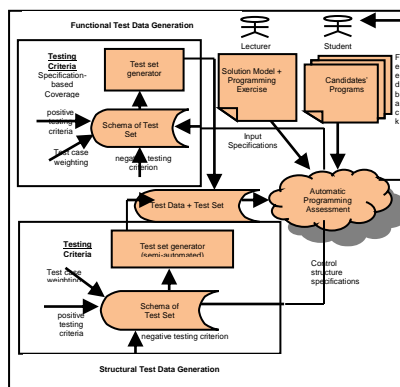 Functional Test Data Generation
Lecturer
Student
Testing
Criteria
Specification-
based
Coverage
Test set
generator
Solution Model +
Programming
Exercise
Candidates'
Programs
F
e
e
d
b
a
c
k
positive
testing
criteria
Schema of Test
Set
Test case
weighting
negative testing
criterion
Input
Specifications
Test Data + Test Set
Automatic
Programming
Assessment
Testing
Criteria
Test set generator
(semi-automated)
Test case
weighting
Control
structure
specifications
Schema of
Test Set
positive
testing
criteria
negative testing criterion
Structural Test Data Generation